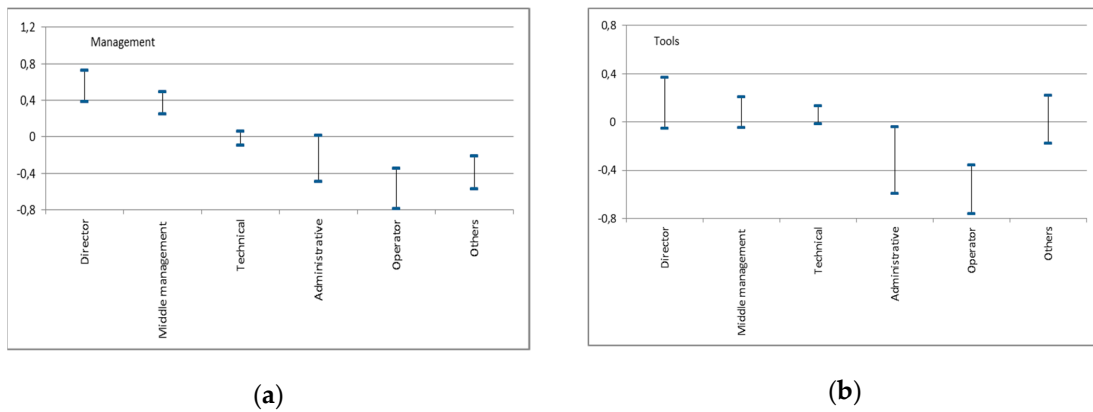 Management
1,2
0,8
0,4
0
-0,4
-0,8
Director
Middle management
Technical
Administrative
Operator
Others
(a)
Tools
0,8
0,4
0
-0,4
-0,8
Director
Middle management
Technical
Administrative
Operator
Others
(b)